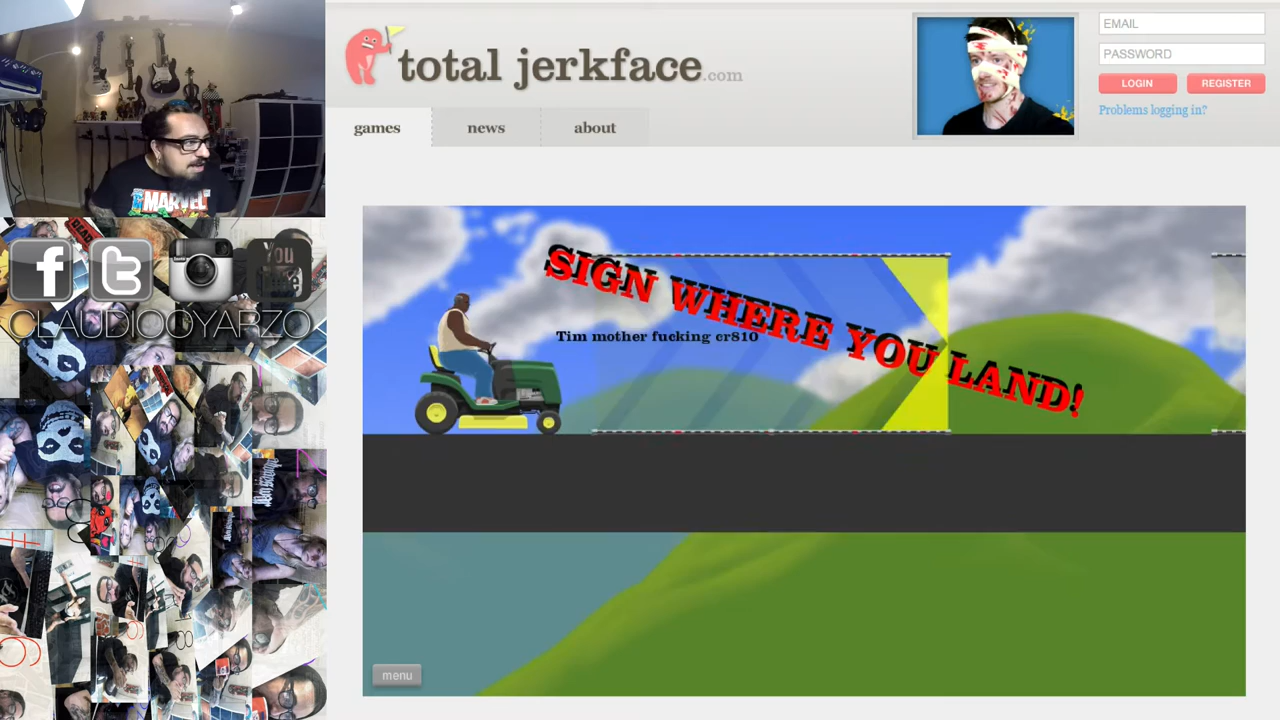 total jerkface.com
EMAIL
PASSWORD
LOGIN
REGISTER
Problems logging in?
games
news
about
MARVEL
You
CLAUDIOOYARZO
SIGN WHERE YOU LAND!
Tim mother fucking cr810
menu